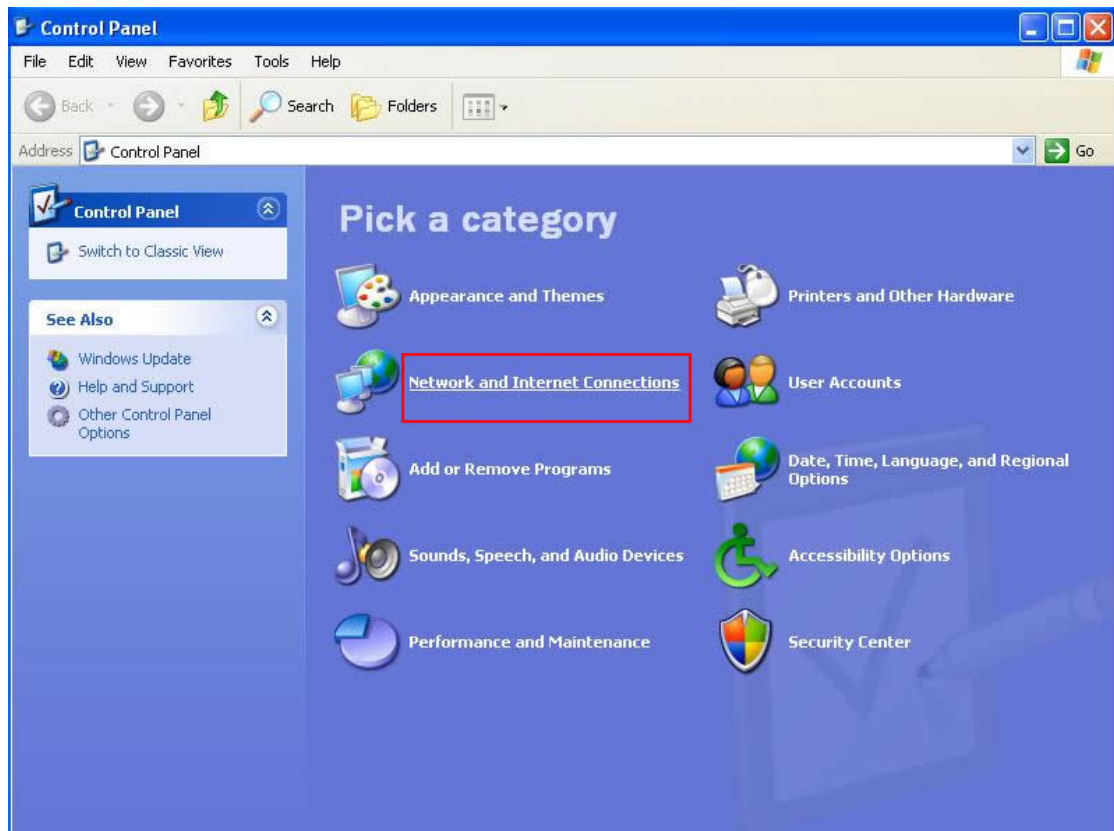 Control Panel
File Edit View Favorites Tools Help
Back Search Folders
Address Control Panel Go
Control Panel
Switch to Classic View
See Also
Windows Update
Help and Support
Other Control Panel
Options
Pick a category
Appearance and Themes
Printers and Other Hardware
Network and Internet Connections
User Accounts
Add or Remove Programs
Date, Time, Language, and Regional
Options
Sounds, Speech, and Audio Devices
Accessibility Options
Performance and Maintenance
Security Center